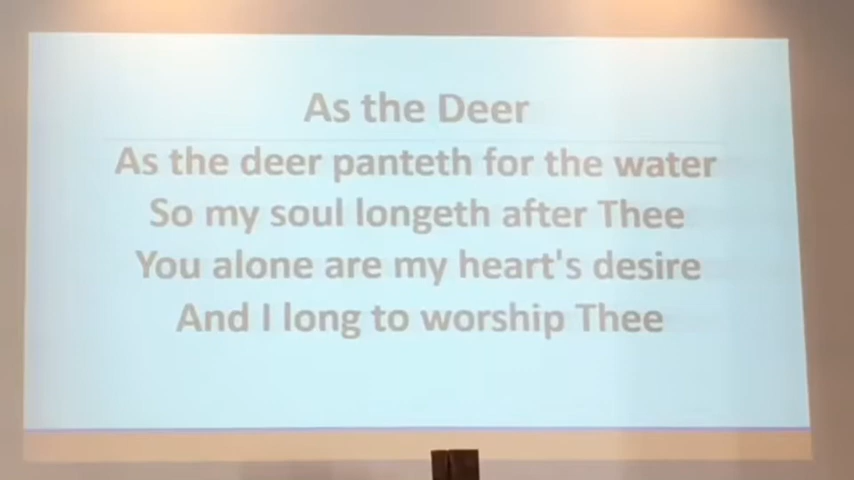 As the Deer
As the deer panteth for the water
So my soul longeth after Thee
You alone are my heart's desire
And I long to worship Thee